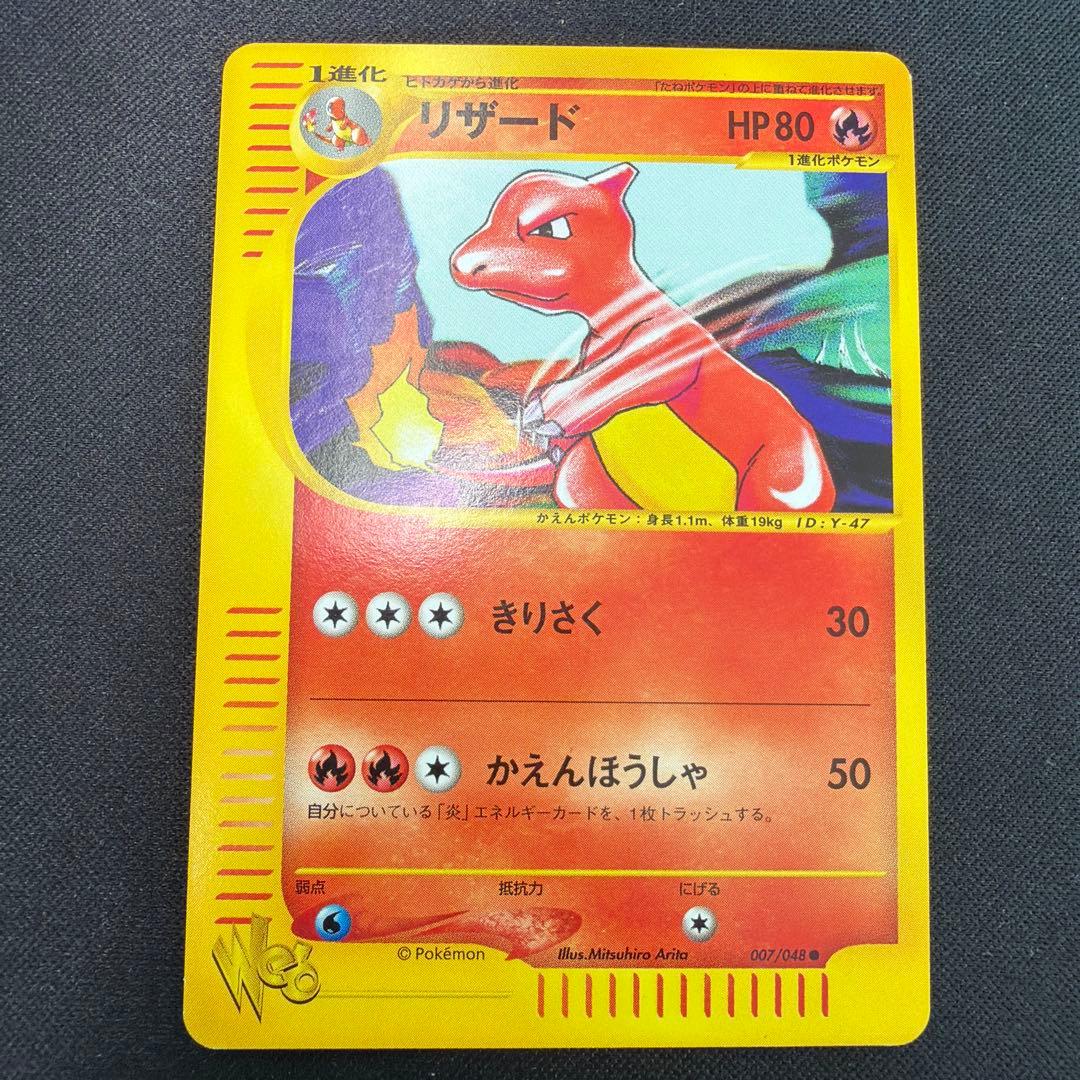 1進化
ヒトカゲから進化
「たねポケモン」の上に重ねて進化させます。
リザード
HP80
1進化ポケモン
かえんポケモン：身長1.1m、体重19kg ID:Y-47
きりさく 30
かえんほうしゃ 50
自分についている「炎」エネルギーカードを、1枚トラッシュする。
弱点 抵抗力 にげる
©Pokémon Illus.Mitsuhiro Arita 007/048●
Web